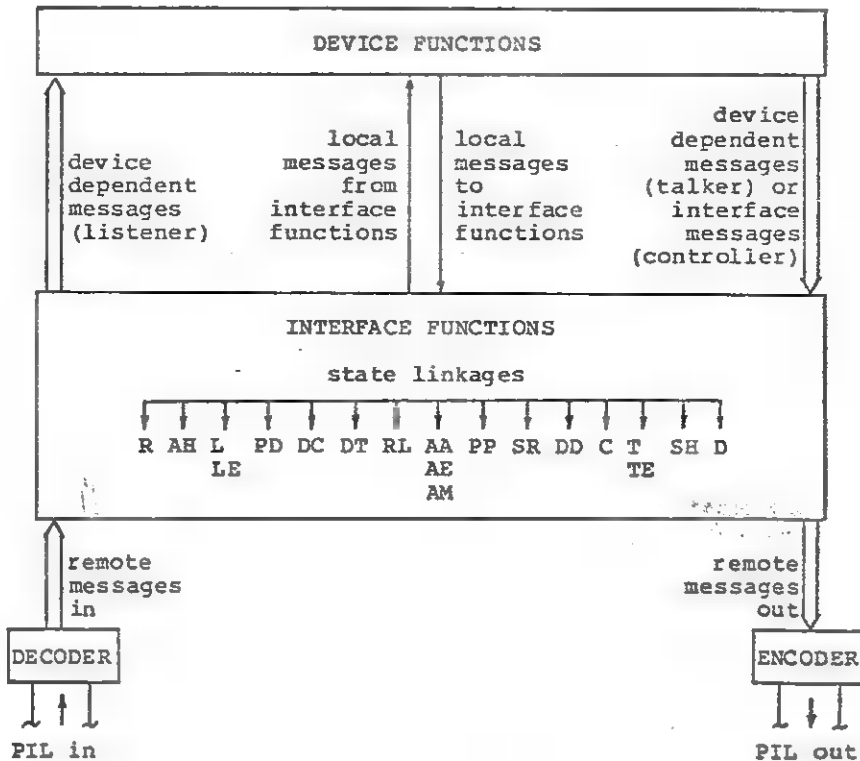 DEVICE FUNCTIONS
device
dependent
messages
(listener)
local
messages
from
interface
functions
local
messages
to
interface
functions
device
dependent
messages
(talker) or
interface
messages
(controller)
INTERFACE FUNCTIONS
state linkages
R AH L PD DC DT RL AA PP SR DD C T SH D
LE AE TE
AM
remote
messages
in
remote
messages
out
DECODER
ENCODER
PIL in
PIL out